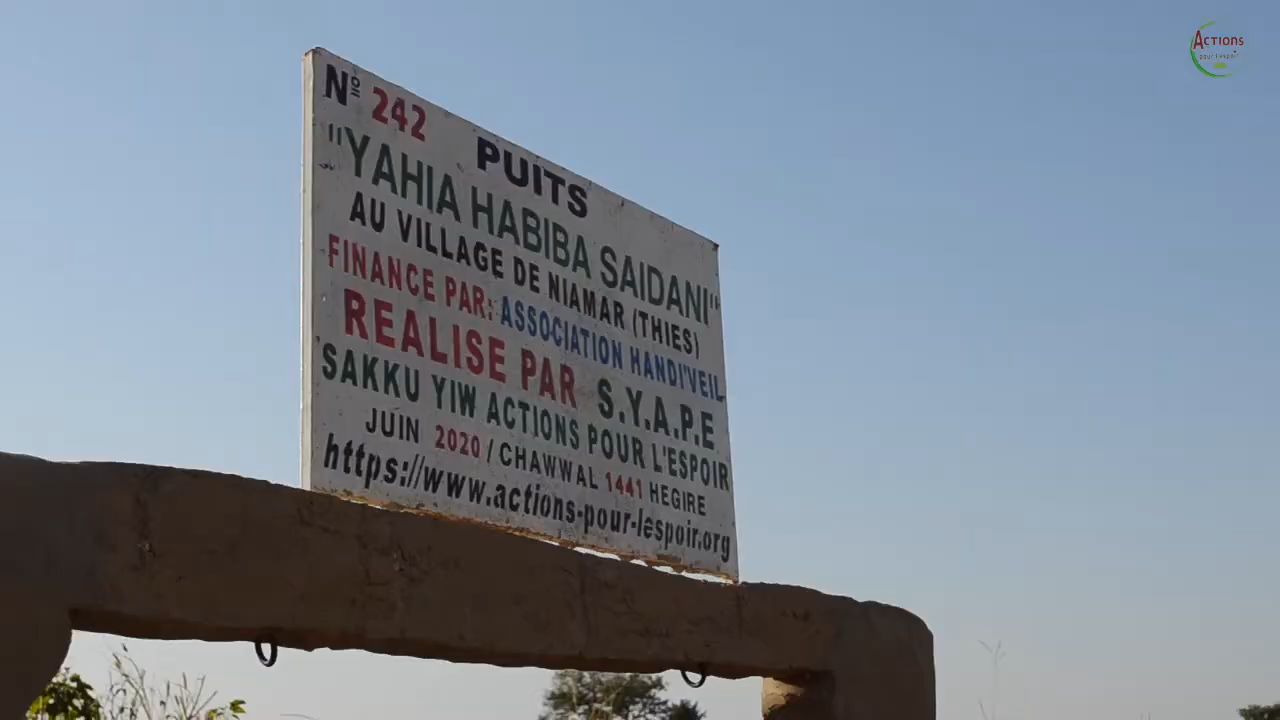 Nº 242
PUITS
"YAHIA HABIBA SAIDANI"
AU VILLAGE DE NIAMAR (THIES)
FINANCE PAR: ASSOCIATION HANDI'VEIL
REALISE PAR S.Y.A.P.E
SAKKU YIW ACTIONS POUR L'ESPOIR
JUIN 2020 / CHAWWAL 1441 HEGIRE
https://www.actions-pour-lespoir.org
ACTIONS
pour l'espoir